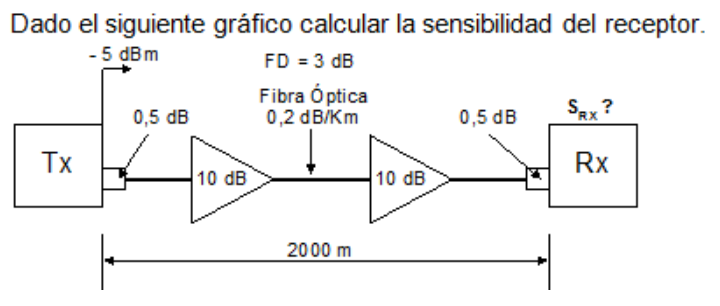 Dado el siguiente gráfico calcular la sensibilidad del receptor.
- 5 dBm
FD = 3 dB
Fibra Óptica
0,5 dB
0,2 dB/Km
0,5 dB
S_RX ?
Tx
10 dB
10 dB
Rx
2000 m